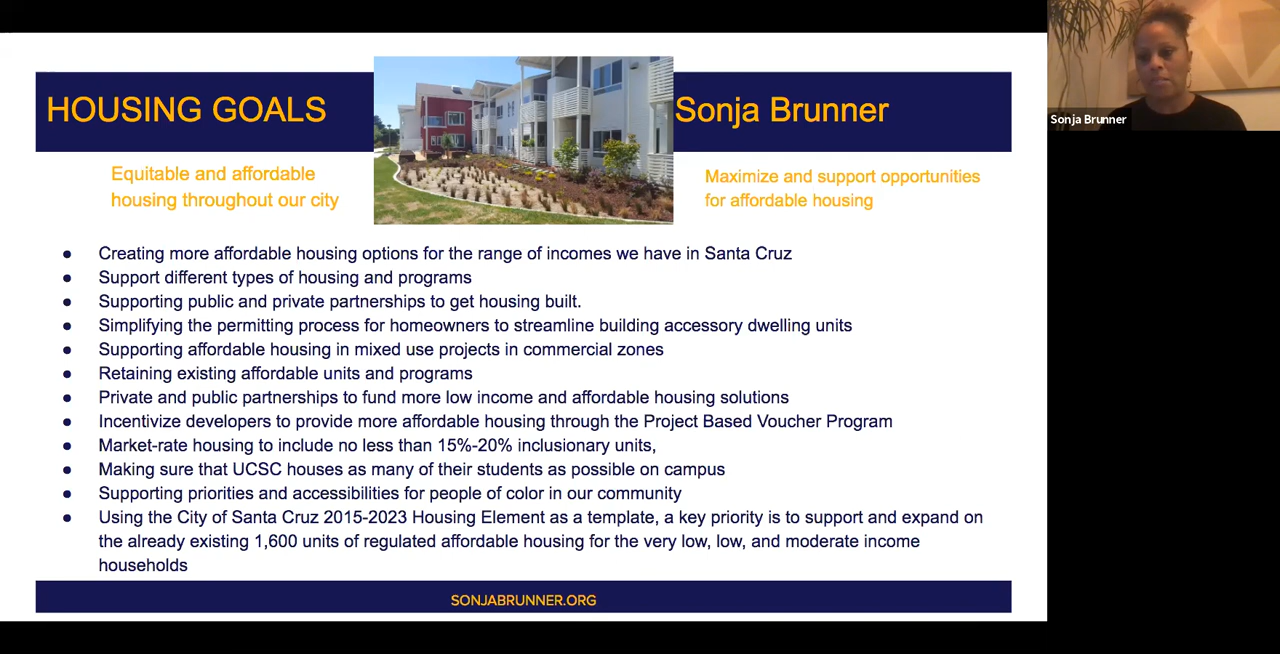 HOUSING GOALS
Sonja Brunner
Equitable and affordable
housing throughout our city
Maximize and support opportunities
for affordable housing
● Creating more affordable housing options for the range of incomes we have in Santa Cruz
● Support different types of housing and programs
● Supporting public and private partnerships to get housing built.
● Simplifying the permitting process for homeowners to streamline building accessory dwelling units
● Supporting affordable housing in mixed use projects in commercial zones
● Retaining existing affordable units and programs
● Private and public partnerships to fund more low income and affordable housing solutions
● Incentivize developers to provide more affordable housing through the Project Based Voucher Program
● Market-rate housing to include no less than 15%-20% inclusionary units,
● Making sure that UCSC houses as many of their students as possible on campus
● Supporting priorities and accessibilities for people of color in our community
● Using the City of Santa Cruz 2015-2023 Housing Element as a template, a key priority is to support and expand on
the already existing 1,600 units of regulated affordable housing for the very low, low, and moderate income
households
SONJABRUNNER.ORG
Sonja Brunner